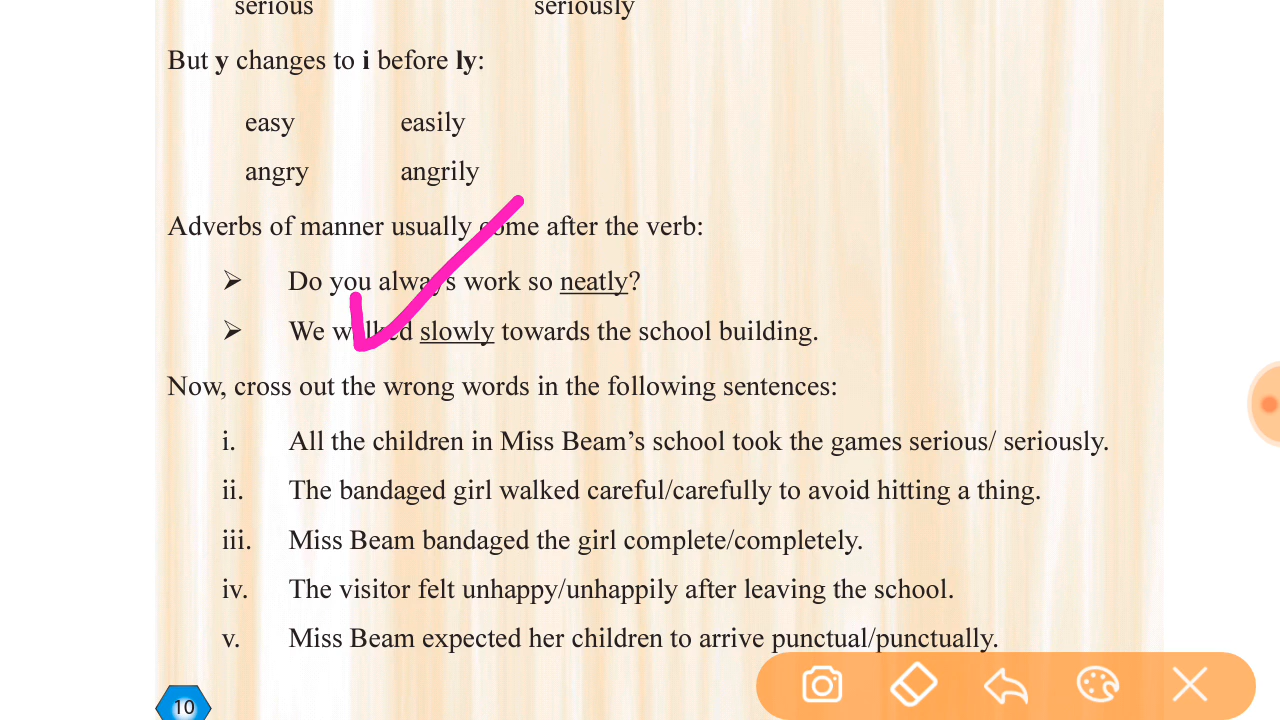 serious seriously
But y changes to i before ly:
easy easily
angry angrily
Adverbs of manner usually come after the verb:
➢ Do you always work so neatly?
➢ We walked slowly towards the school building.
Now, cross out the wrong words in the following sentences:
i. All the children in Miss Beam’s school took the games serious/ seriously.
ii. The bandaged girl walked careful/carefully to avoid hitting a thing.
iii. Miss Beam bandaged the girl complete/completely.
iv. The visitor felt unhappy/unhappily after leaving the school.
v. Miss Beam expected her children to arrive punctual/punctually.
10